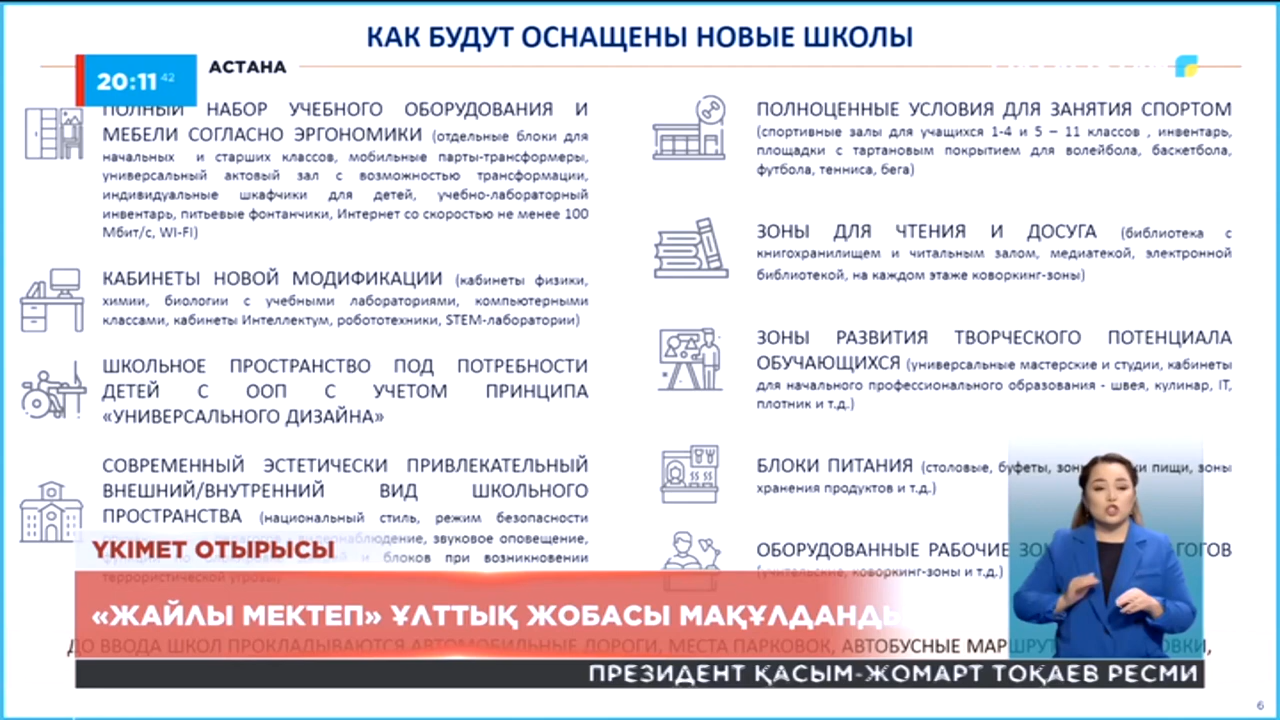 КАК БУДУТ ОСНАЩЕНЫ НОВЫЕ ШКОЛЫ
20:11 42
АСТАНА
ПОЛНЫЙ НАБОР УЧЕБНОГО ОБОРУДОВАНИЯ И
МЕБЕЛИ СОГЛАСНО ЭРГОНОМИКИ (отдельные блоки для
начальных и старших классов, мобильные парты-трансформеры,
универсальный актовый зал с возможностью трансформации,
индивидуальные шкафчики для детей, учебно-лабораторный
инвентарь, питьевые фонтанчики, Интернет со скоростью не менее 100
Мбит/с, WI-FI)
КАБИНЕТЫ НОВОЙ МОДИФИКАЦИИ (кабинеты физики,
химии, биологии с учебными лабораториями, компьютерными
классами, кабинеты Интеллектум, робототехники, STEM-лаборатории)
ШКОЛЬНОЕ ПРОСТРАНСТВО ПОД ПОТРЕБНОСТИ
ДЕТЕЙ С ООП С УЧЕТОМ ПРИНЦИПА
«УНИВЕРСАЛЬНОГО ДИЗАЙНА»
СОВРЕМЕННЫЙ ЭСТЕТИЧЕСКИ ПРИВЛЕКАТЕЛЬНЫЙ
ВНЕШНИЙ/ВНУТРЕННИЙ ВИД ШКОЛЬНОГО
ПРОСТРАНСТВА (национальный стиль, режим безопасности
видеонаблюдение, звуковое оповещение,
и блоков при возникновении
террористической угрозы)
ПОЛНОЦЕННЫЕ УСЛОВИЯ ДЛЯ ЗАНЯТИЯ СПОРТОМ
(спортивные залы для учащихся 1-4 и 5 – 11 классов , инвентарь,
площадки с тартановым покрытием для волейбола, баскетбола,
футбола, тенниса, бега)
ЗОНЫ ДЛЯ ЧТЕНИЯ И ДОСУГА (библиотека с
книгохранилищем и читальным залом, медиатекой, электронной
библиотекой, на каждом этаже коворкинг-зоны)
ЗОНЫ РАЗВИТИЯ ТВОРЧЕСКОГО ПОТЕНЦИАЛА
ОБУЧАЮЩИХСЯ (универсальные мастерские и студии, кабинеты
для начального профессионального образования - швея, кулинар, IT,
плотник и т.д.)
БЛОКИ ПИТАНИЯ (столовые, буфеты, пищи, зоны
хранения продуктов и т.д.)
ОБОРУДОВАННЫЕ РАБОЧИЕ
(учительские, коворкинг-зоны и т.д.)
ҮКІМЕТ ОТЫРЫСЫ
«ЖАЙЛЫ МЕКТЕП» ҰЛТТЫҚ ЖОБАСЫ МАҚҰЛДАНДЫ
ДО ВВОДА ШКОЛ ПРОКЛАДЫВАЮТСЯ АВТОМОБИЛЬНЫЕ ДОРОГИ, МЕСТА ПАРКОВОК, АВТОБУСНЫЕ
ПРЕЗИДЕНТ ҚАСЫМ-ЖОМАРТ ТОҚАЕВ РЕСМИ
6